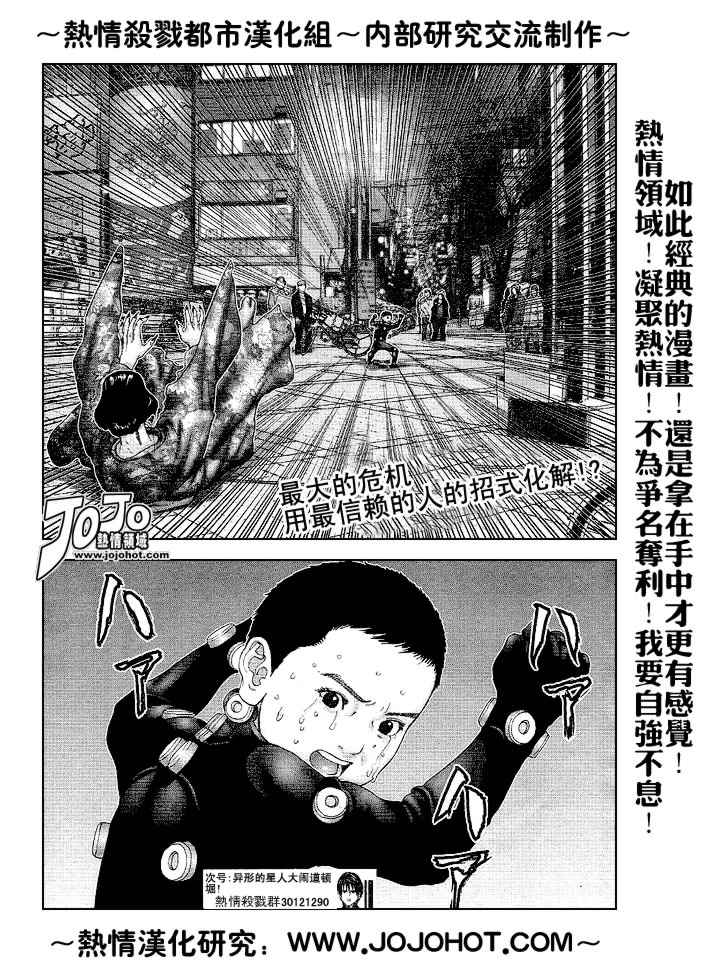 ～熱情殺戮都市漢化組～内部研究交流制作～
如此經典的漫畫！還是拿在手中才更有感覺！
熱情領域！凝聚熱情！不為爭名奪利！我要自強不息！
最大的危机
用最信赖的人的招式化解!?
JOJO
熱情領域
www.jojohot.com
ハァ
ハァ
ハァ
次号:异形的星人大闹道顿
堀!
熱情殺戮群30121290
～熱情漢化研究：WWW.JOJOHOT.COM～